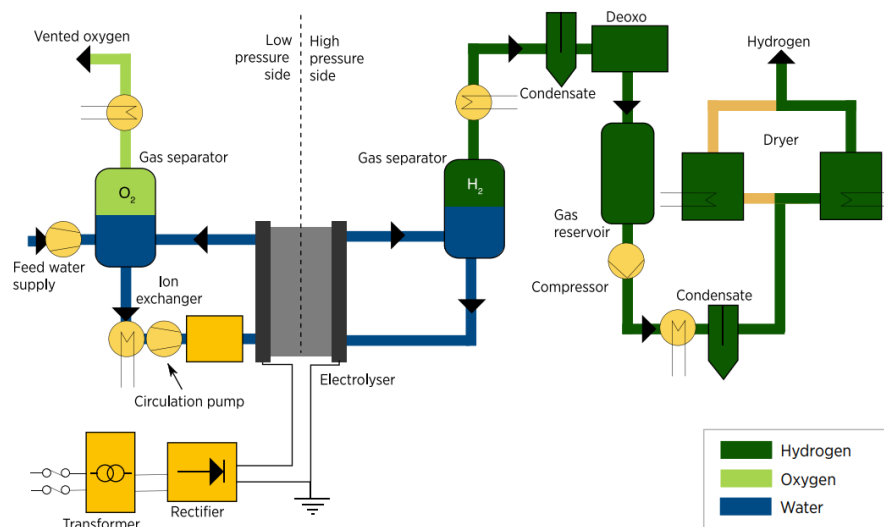 Vented oxygen
Low
pressure side
High
pressure
side
Deoxo
Condensate
Hydrogen
Dryer
Gas separator
O2
Gas separator
H2
Gas
reservoir
Feed water
supply
Ion
exchanger
Compressor
Condensate
Circulation pump
Electrolyser
Transformer
Rectifier
Hydrogen
Oxygen
Water